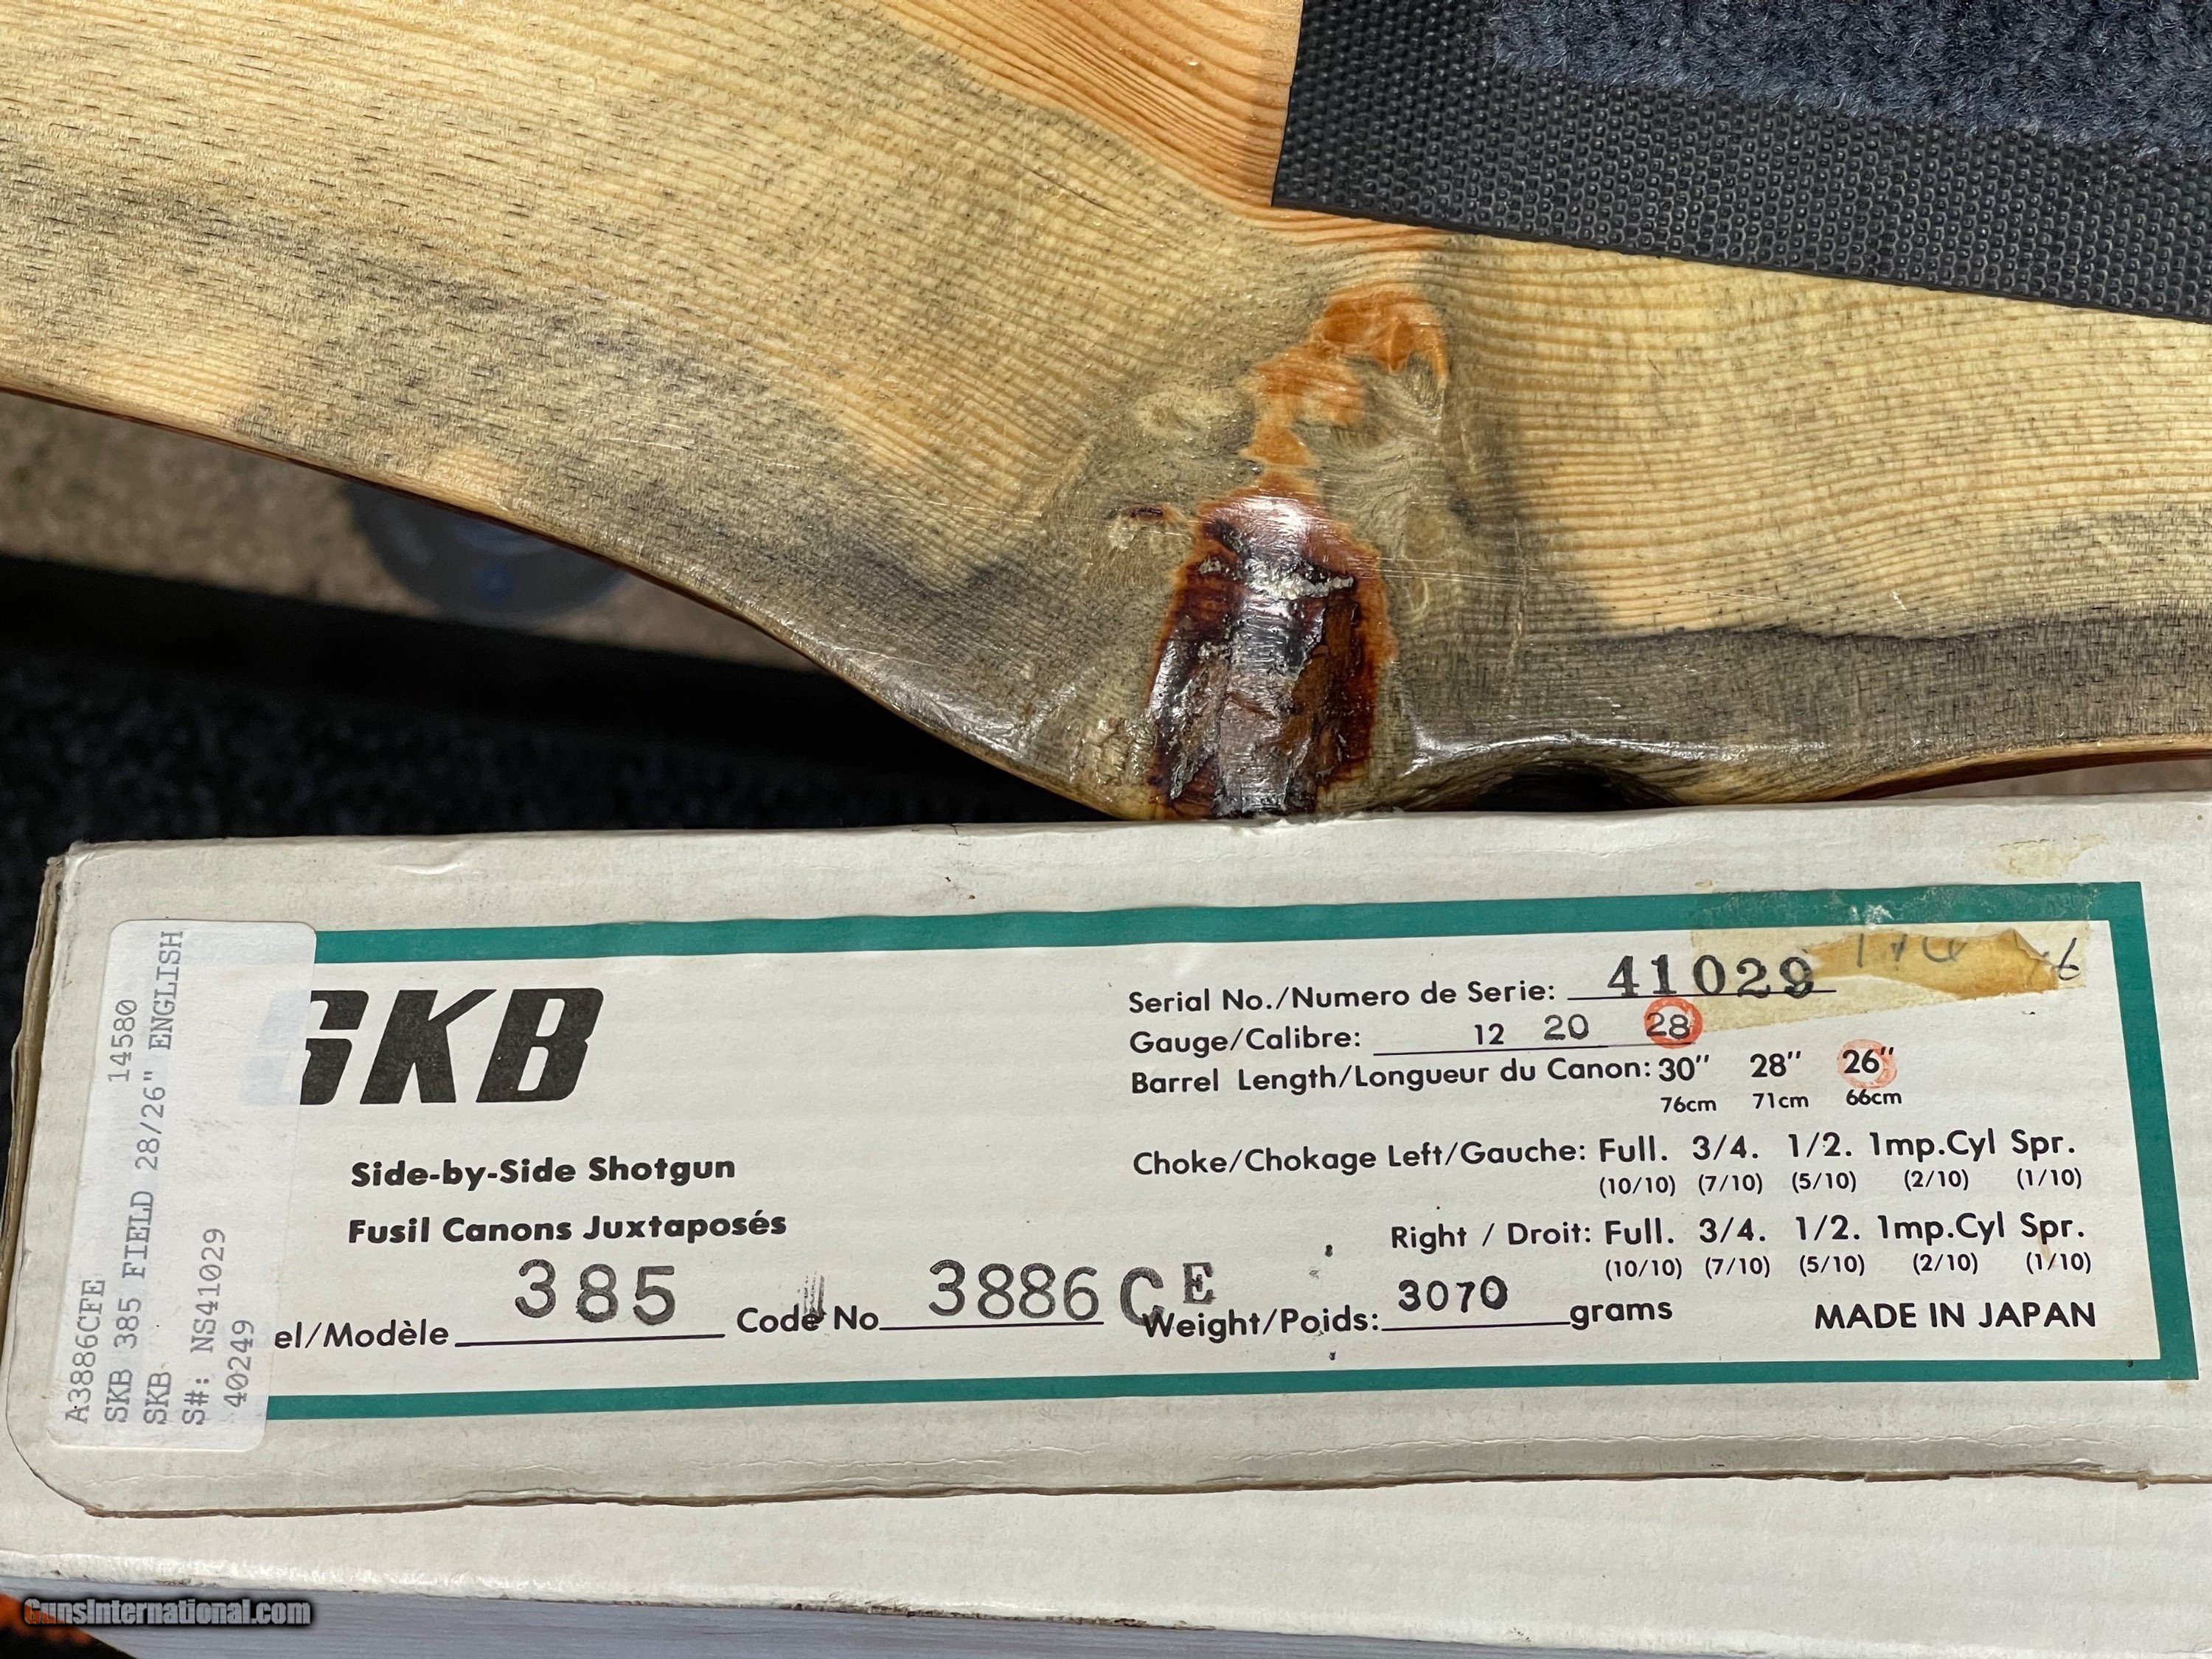 14580
A3886CFE
SKB 385 FIELD 28/26" ENGLISH
SKB
S#: NS41029
40249
SKB
Side-by-Side Shotgun
Fusil Canons Juxtaposés
el/Modèle 385 Code No 3886 CE
Serial No./Numero de Serie: 41029
Gauge/Calibre: 12 20 28
Barrel Length/Longueur du Canon: 30" 28" 26"
76cm 71cm 66cm
Choke/Chokage Left/Gauche: Full. 3/4. 1/2. 1mp.Cyl Spr.
(10/10) (7/10) (5/10) (2/10) (1/10)
Right / Droit: Full. 3/4. 1/2. 1mp.Cyl Spr.
(10/10) (7/10) (5/10) (2/10) (1/10)
Weight/Poids: 3070 grams MADE IN JAPAN
GunsInternational.com